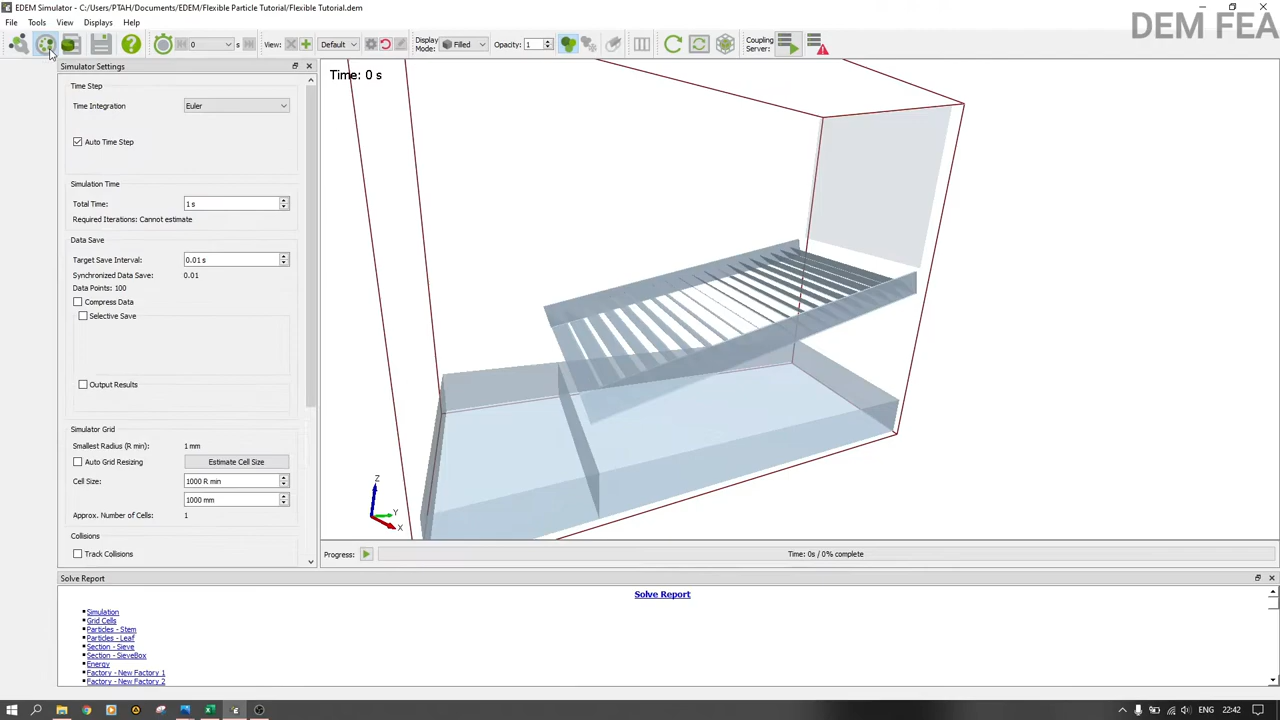 EDEM Simulator - C:/Users/PTAH/Documents/EDEM/Flexible Particle Tutorial/Flexible Tutorial.dem
DEM FEA
File Tools View Displays Help
0 s View: Default Display Mode: Filled Opacity: 1 Coupling Server:
Simulator Settings
Time: 0 s
Time Step
Time Integration Euler
Auto Time Step
Simulation Time
Total Time: 1 s
Required Iterations: Cannot estimate
Data Save
Target Save Interval: 0.01 s
Synchronized Data Save: 0.01
Data Points: 100
Compress Data
Selective Save
Output Results
Simulator Grid
Smallest Radius (R min): 1 mm
Auto Grid Resizing Estimate Cell Size
Cell Size: 1000 R min
1000 mm
Approx. Number of Cells: 1
Collisions
Track Collisions
Z
Y
X
Progress: Time: 0s / 0% complete
Solve Report
Solve Report
Simulation
Grid Cells
Particles - Stem
Particles - Leaf
Section - Sieve
Section - SieveBox
Energy
Factory - New Factory 1
Factory - New Factory 2
ENG 22:42